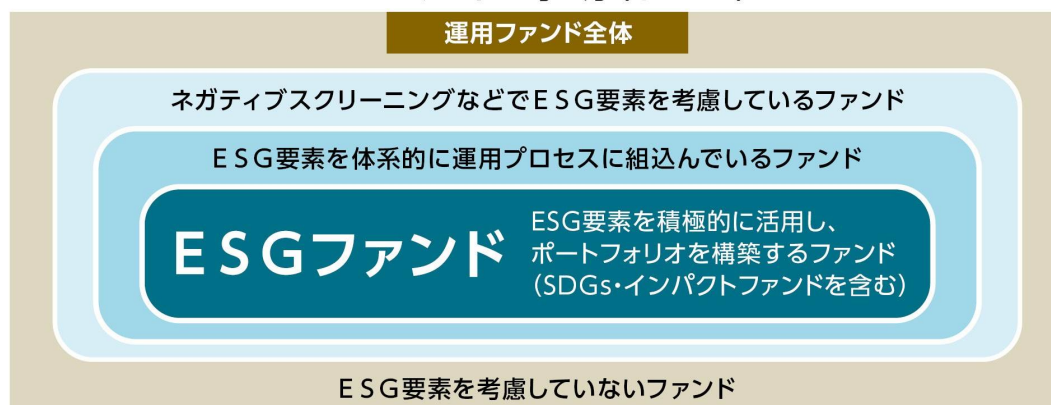 運用ファンド全体
ネガティブスクリーニングなどでESG要素を考慮しているファンド
ESG要素を体系的に運用プロセスに組込んでいるファンド
ESGファンド
ESG要素を積極的に活用し、
ポートフォリオを構築するファンド
(SDGs・インパクトファンドを含む)
ESG要素を考慮していないファンド